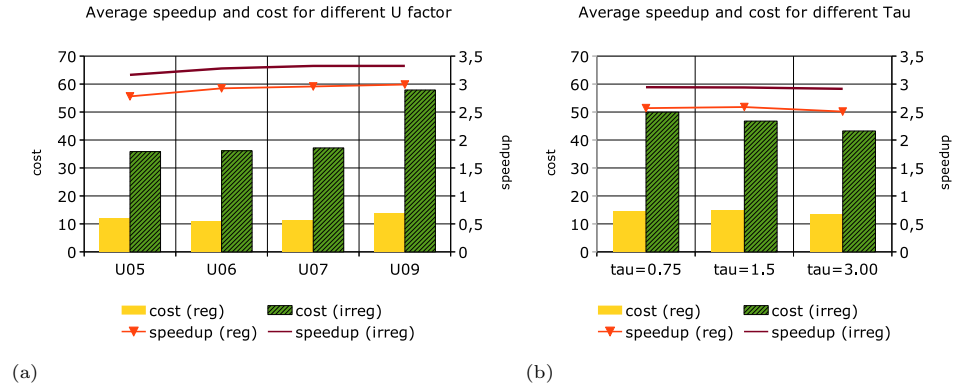 Average speedup and cost for different U factor
70
60
50
40
30
20
10
0
cost
3,5
3
2,5
2
1,5
1
0,5
0
speedup
U05 U06 U07 U09
cost (reg) cost (irreg)
speedup (reg) speedup (irreg)
(a)
Average speedup and cost for different Tau
70
60
50
40
30
20
10
0
cost
3,5
3
2,5
2
1,5
1
0,5
0
speedup
tau=0.75 tau=1.5 tau=3.00
cost (reg) cost (irreg)
speedup (reg) speedup (irreg)
(b)